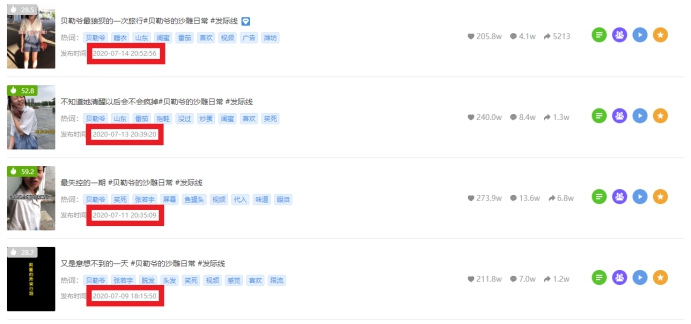 29.5
贝勒爷最狼狈的一次旅行#贝勒爷的沙雕日常 #发际线
热词: 贝勒爷 睡衣 山东 闺蜜 番茄 喜欢 视频 广告 潍坊
发布时间 2020-07-14 20:52:56
205.8w 4.1w 5213
52.8
不知道她清醒以后会不会疯掉#贝勒爷的沙雕日常 #发际线
热词: 贝勒爷 山东 番茄 拖鞋 没过 炒菜 闺蜜 喜欢 笑死
发布时间 2020-07-13 20:39:20
240.0w 8.4w 1.3w
59.2
最失控的一期 #贝勒爷的沙雕日常 #发际线
热词: 贝勒爷 笑死 张若宇 屏幕 鱼罐头 视频 代入 味道
发布时间 2020-07-11 20:35:09
273.9w 13.6w 6.8w
28.7
又是意想不到的一天 #贝勒爷的沙雕日常 #发际线
热词: 贝勒爷 张若宇 脱发 头发 笑死 视频 感觉 喜欢
发布时间 2020-07-09 18:15:50
211.8w 7.0w 1.2w